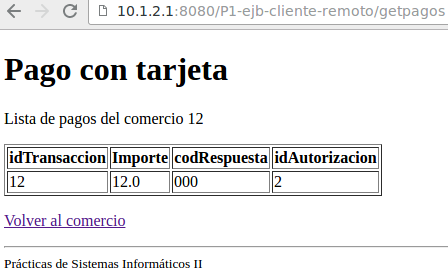 10.1.2.1:8080/P1-ejb-cliente-remoto/getpagos
Pago con tarjeta
Lista de pagos del comercio 12
idTransaccion Importe codRespuesta idAutorizacion
12 12.0 000 2
Volver al comercio
Prácticas de Sistemas Informáticos II